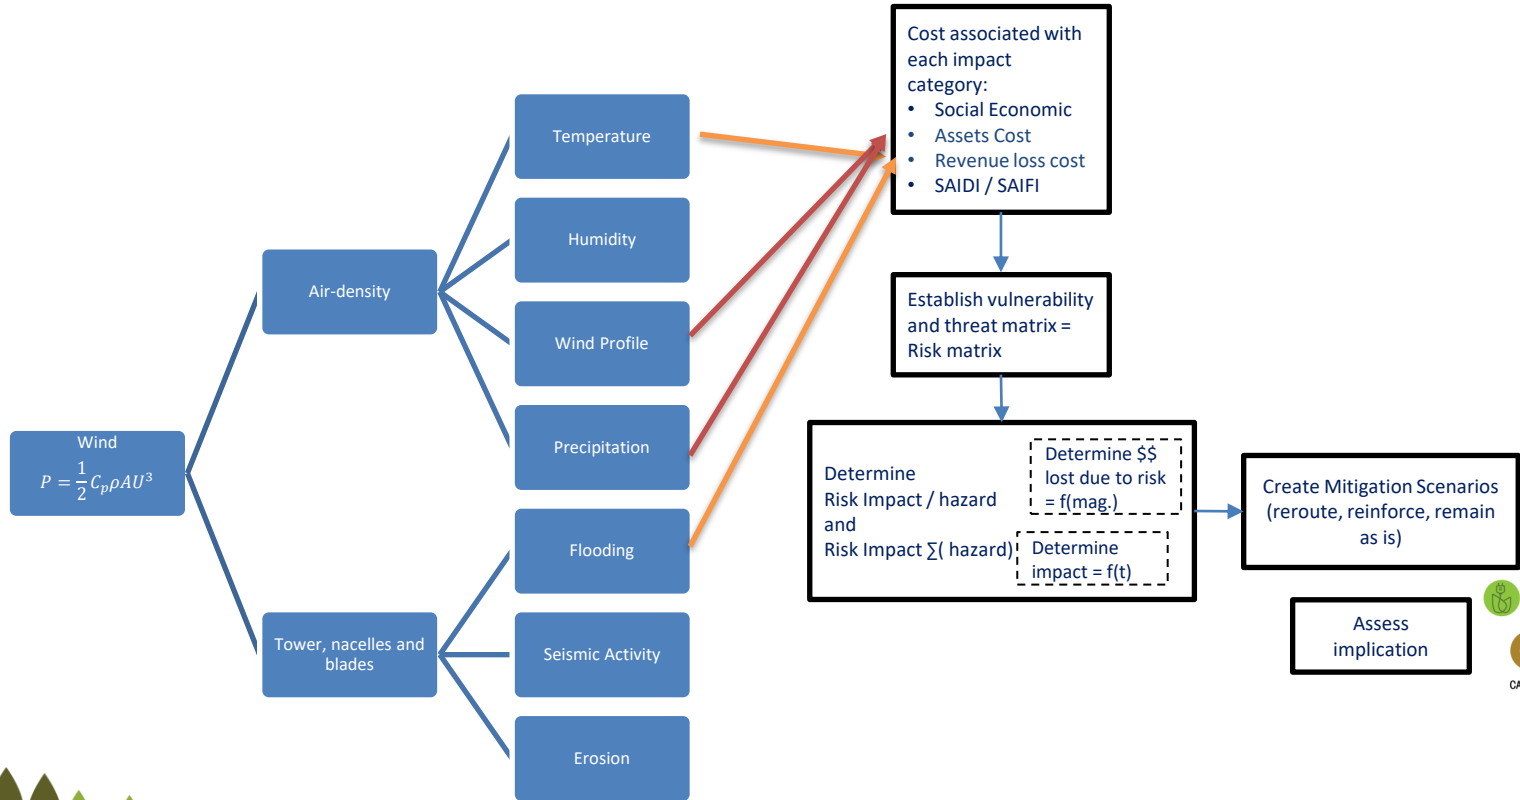 Wind
P = 1/2 C_p ρAU³
Air-density
Tower, nacelles and
blades
Temperature
Humidity
Wind Profile
Precipitation
Flooding
Seismic Activity
Erosion
Cost associated with
each impact
category:
• Social Economic
• Assets Cost
• Revenue loss cost
• SAIDI / SAIFI
Establish vulnerability
and threat matrix =
Risk matrix
Determine
Risk Impact / hazard
and
Risk Impact ∑( hazard)
Determine $$
lost due to risk
= f(mag.)
Determine
impact = f(t)
Create Mitigation Scenarios
(reroute, reinforce, remain
as is)
Assess
implication